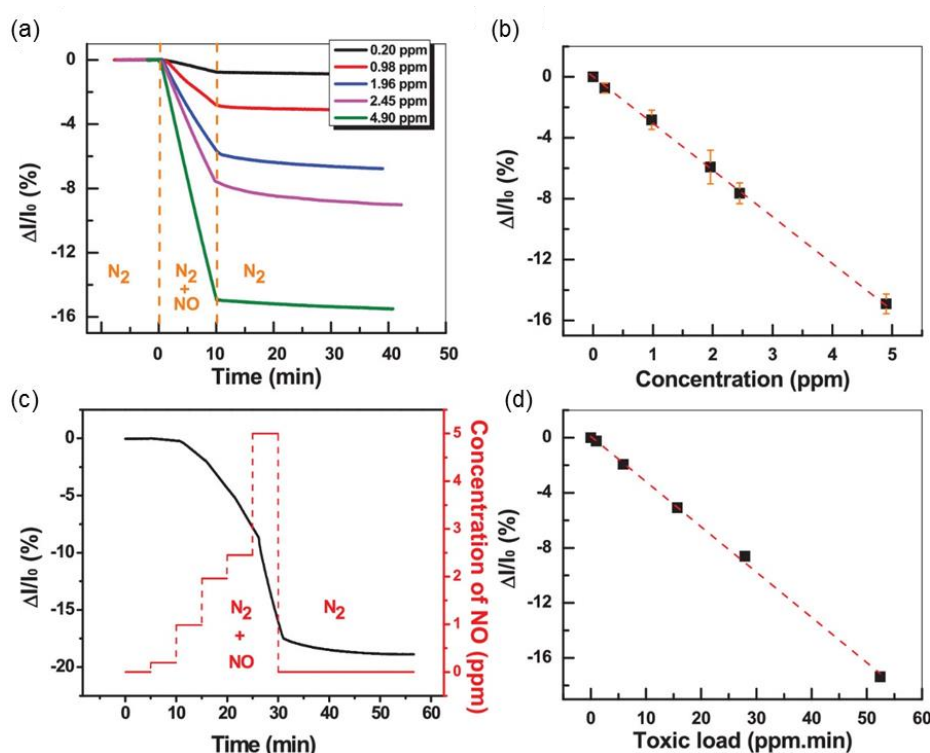 (a)
0.20 ppm
0.98 ppm
1.96 ppm
2.45 ppm
4.90 ppm
0
-4
-8
-12
-16
ΔI/I₀ (%)
N₂
N₂
+
NO
N₂
0 10 20 30 40 50
Time (min)
(b)
0
-4
-8
-12
-16
ΔI/I₀ (%)
0 1 2 3 4 5
Concentration (ppm)
(c)
0
-5
-10
-15
-20
ΔI/I₀ (%)
N₂
+
NO
N₂
5
4
3
2
1
0
Concentration of NO (ppm)
0 10 20 30 40 50 60
Time (min)
(d)
0
-4
-8
-12
-16
ΔI/I₀ (%)
0 10 20 30 40 50 60
Toxic load (ppm.min)